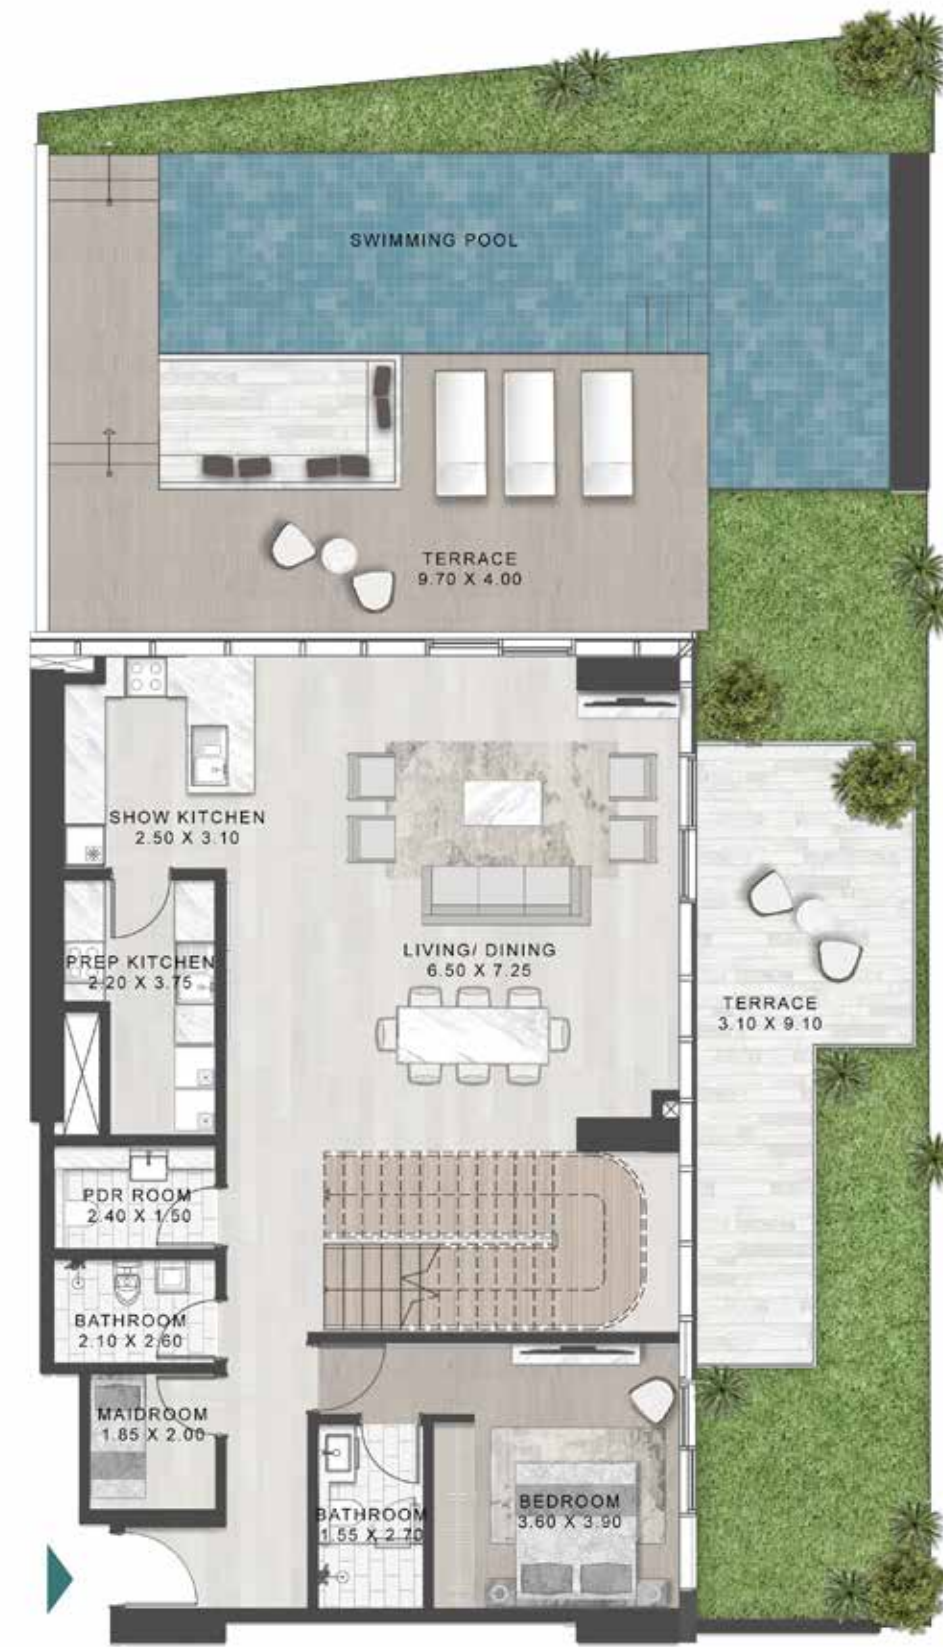 SWIMMING POOL
TERRACE
9.70 X 4.00
SHOW KITCHEN
2.50 X 3.10
LIVING/ DINING
6.50 X 7.25
PREP KITCHEN
2.20 X 3.75
TERRACE
3.10 X 9.10
PDR ROOM
2.40 X 1.50
BATHROOM
2.10 X 2.60
MAIDROOM
1.85 X 2.00
BEDROOM
3.60 X 3.90
BATHROOM
1.55 X 2.70